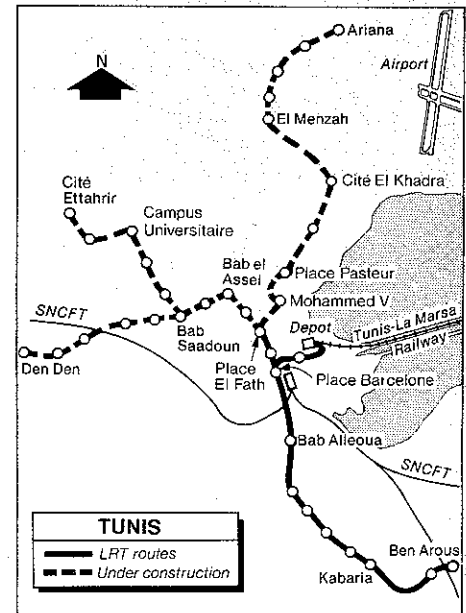 Ariana
Airport
N
El Menzah
Cité
Ettahrir
Cité El Khadra
Campus
Universitaire
Bab el
Assel
Place Pasteur
SNCFT
Mohammed V
Depot
Tunis-La Marsa
Railway
Bab
Saadoun
Den Den
Place
El Fath
Place Barcelone
Bab Alleoua
SNCFT
TUNIS
LRT routes
Under construction
Ben Arous
Kabaria